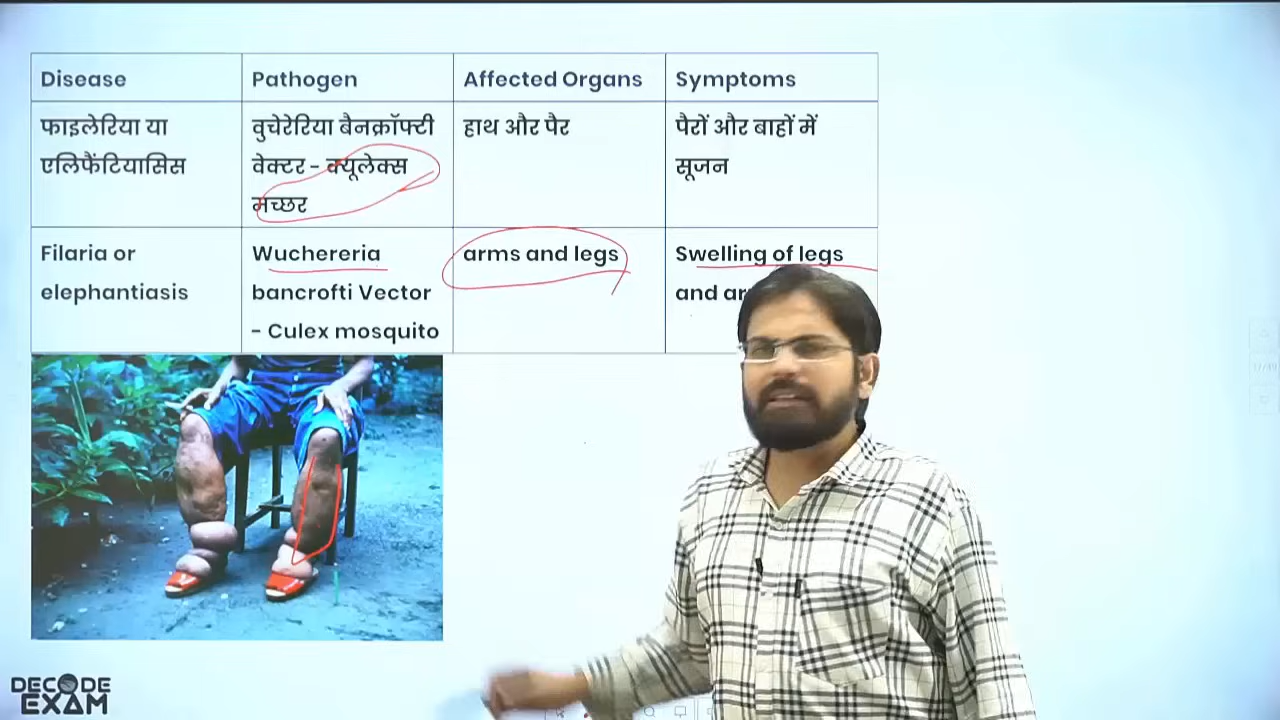 Disease Pathogen Affected Organs Symptoms
फाइलेरिया या वुचेरेरिया बैनक्रॉफ्टी हाथ और पैर पैरों और बाहों में
एलिफैंटियासिस वेक्टर - क्यूलेक्स सूजन
मच्छर
Filaria or Wuchereria arms and legs Swelling of legs
elephantiasis bancrofti Vector and
- Culex mosquito
DECODE
EXAM